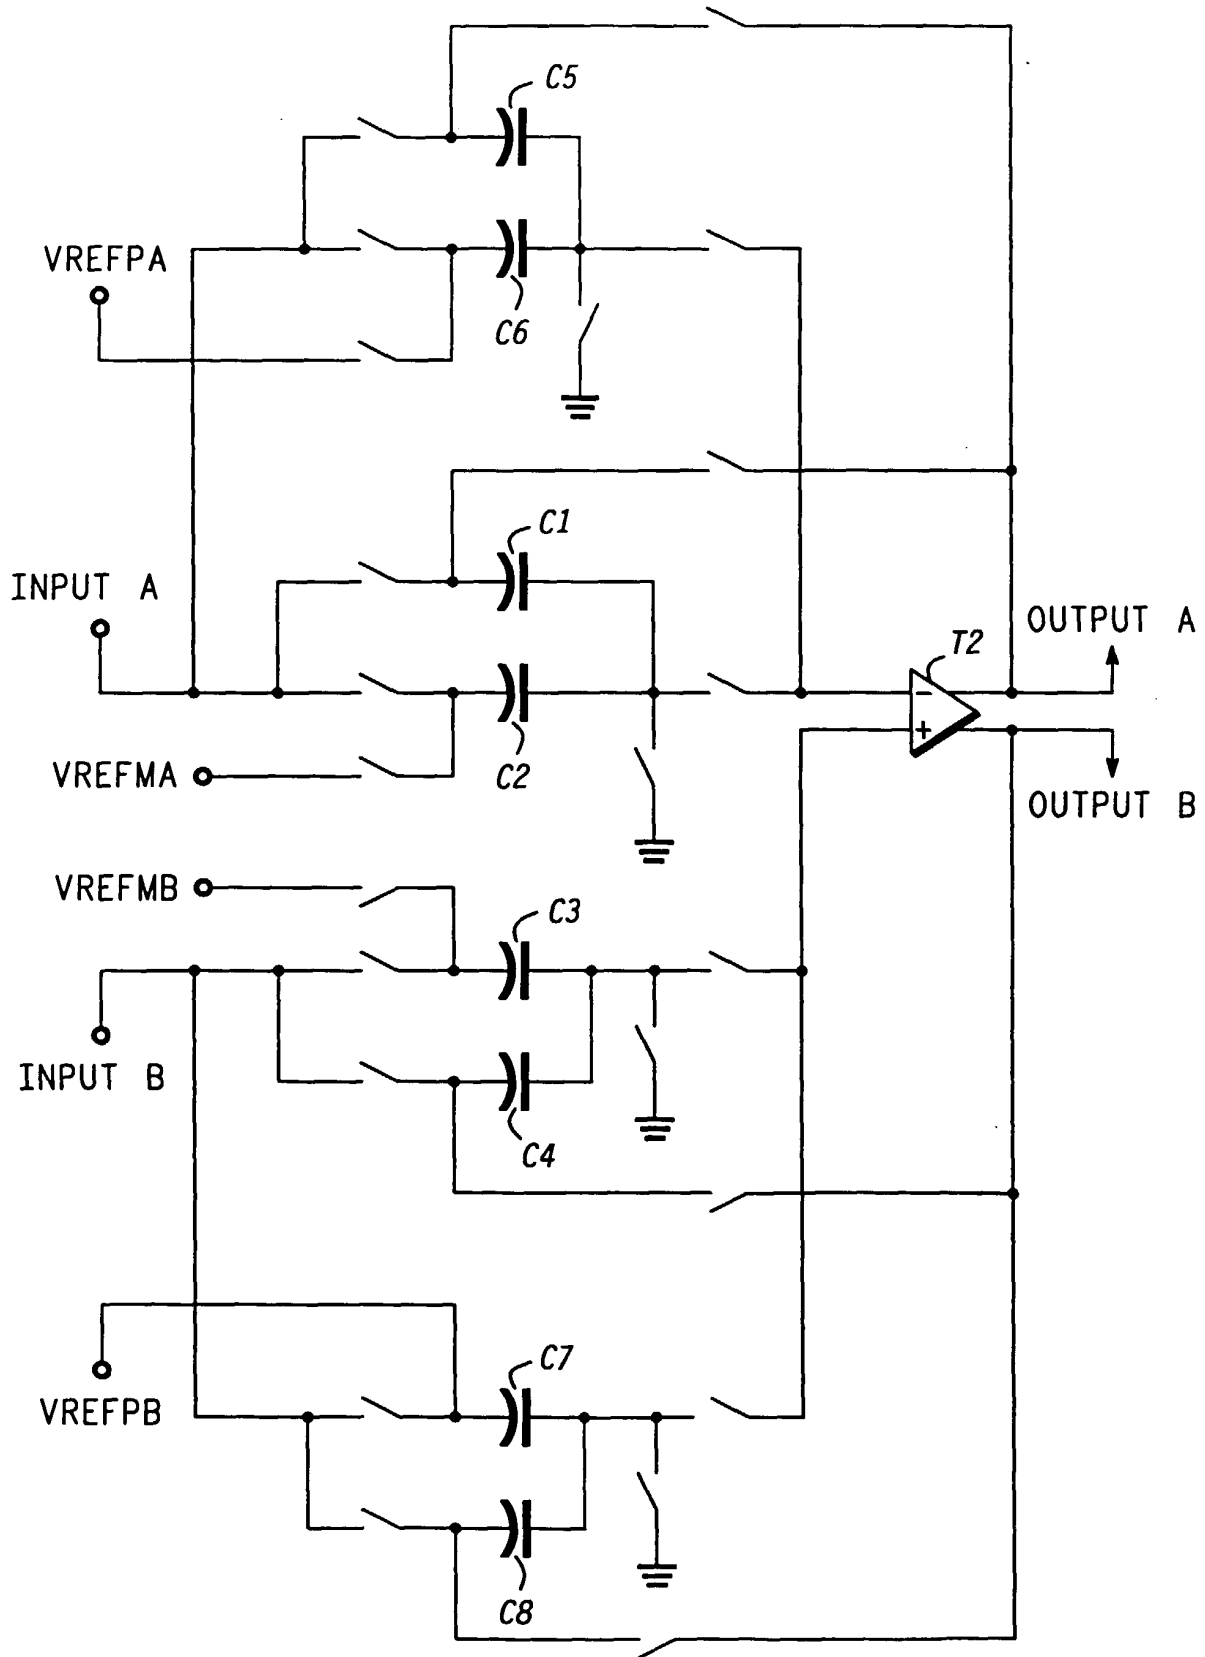 C5
VREFPA
C6
C1
INPUT A
OUTPUT A
T2
−
+
VREFMA
C2
OUTPUT B
VREFMB
C3
INPUT B
C4
C7
VREFPB
C8